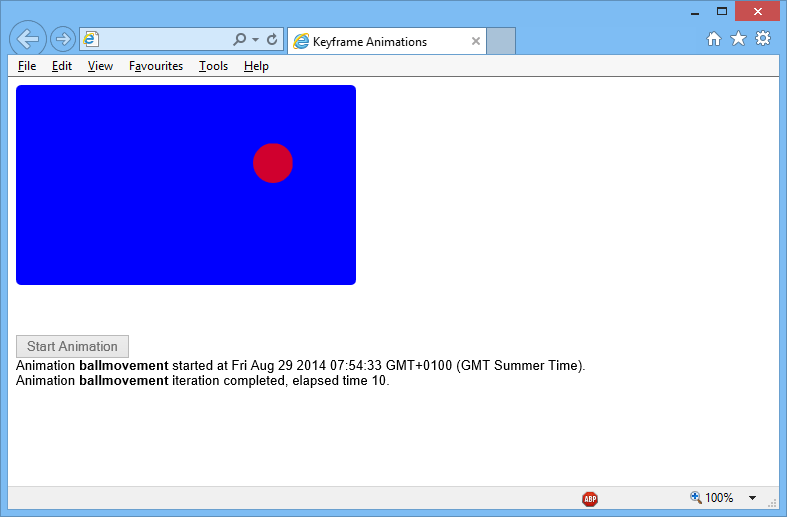 Keyframe Animations
File Edit View Favourites Tools Help
Start Animation
Animation ballmovement started at Fri Aug 29 2014 07:54:33 GMT+0100 (GMT Summer Time).
Animation ballmovement iteration completed, elapsed time 10.
ABP
100%